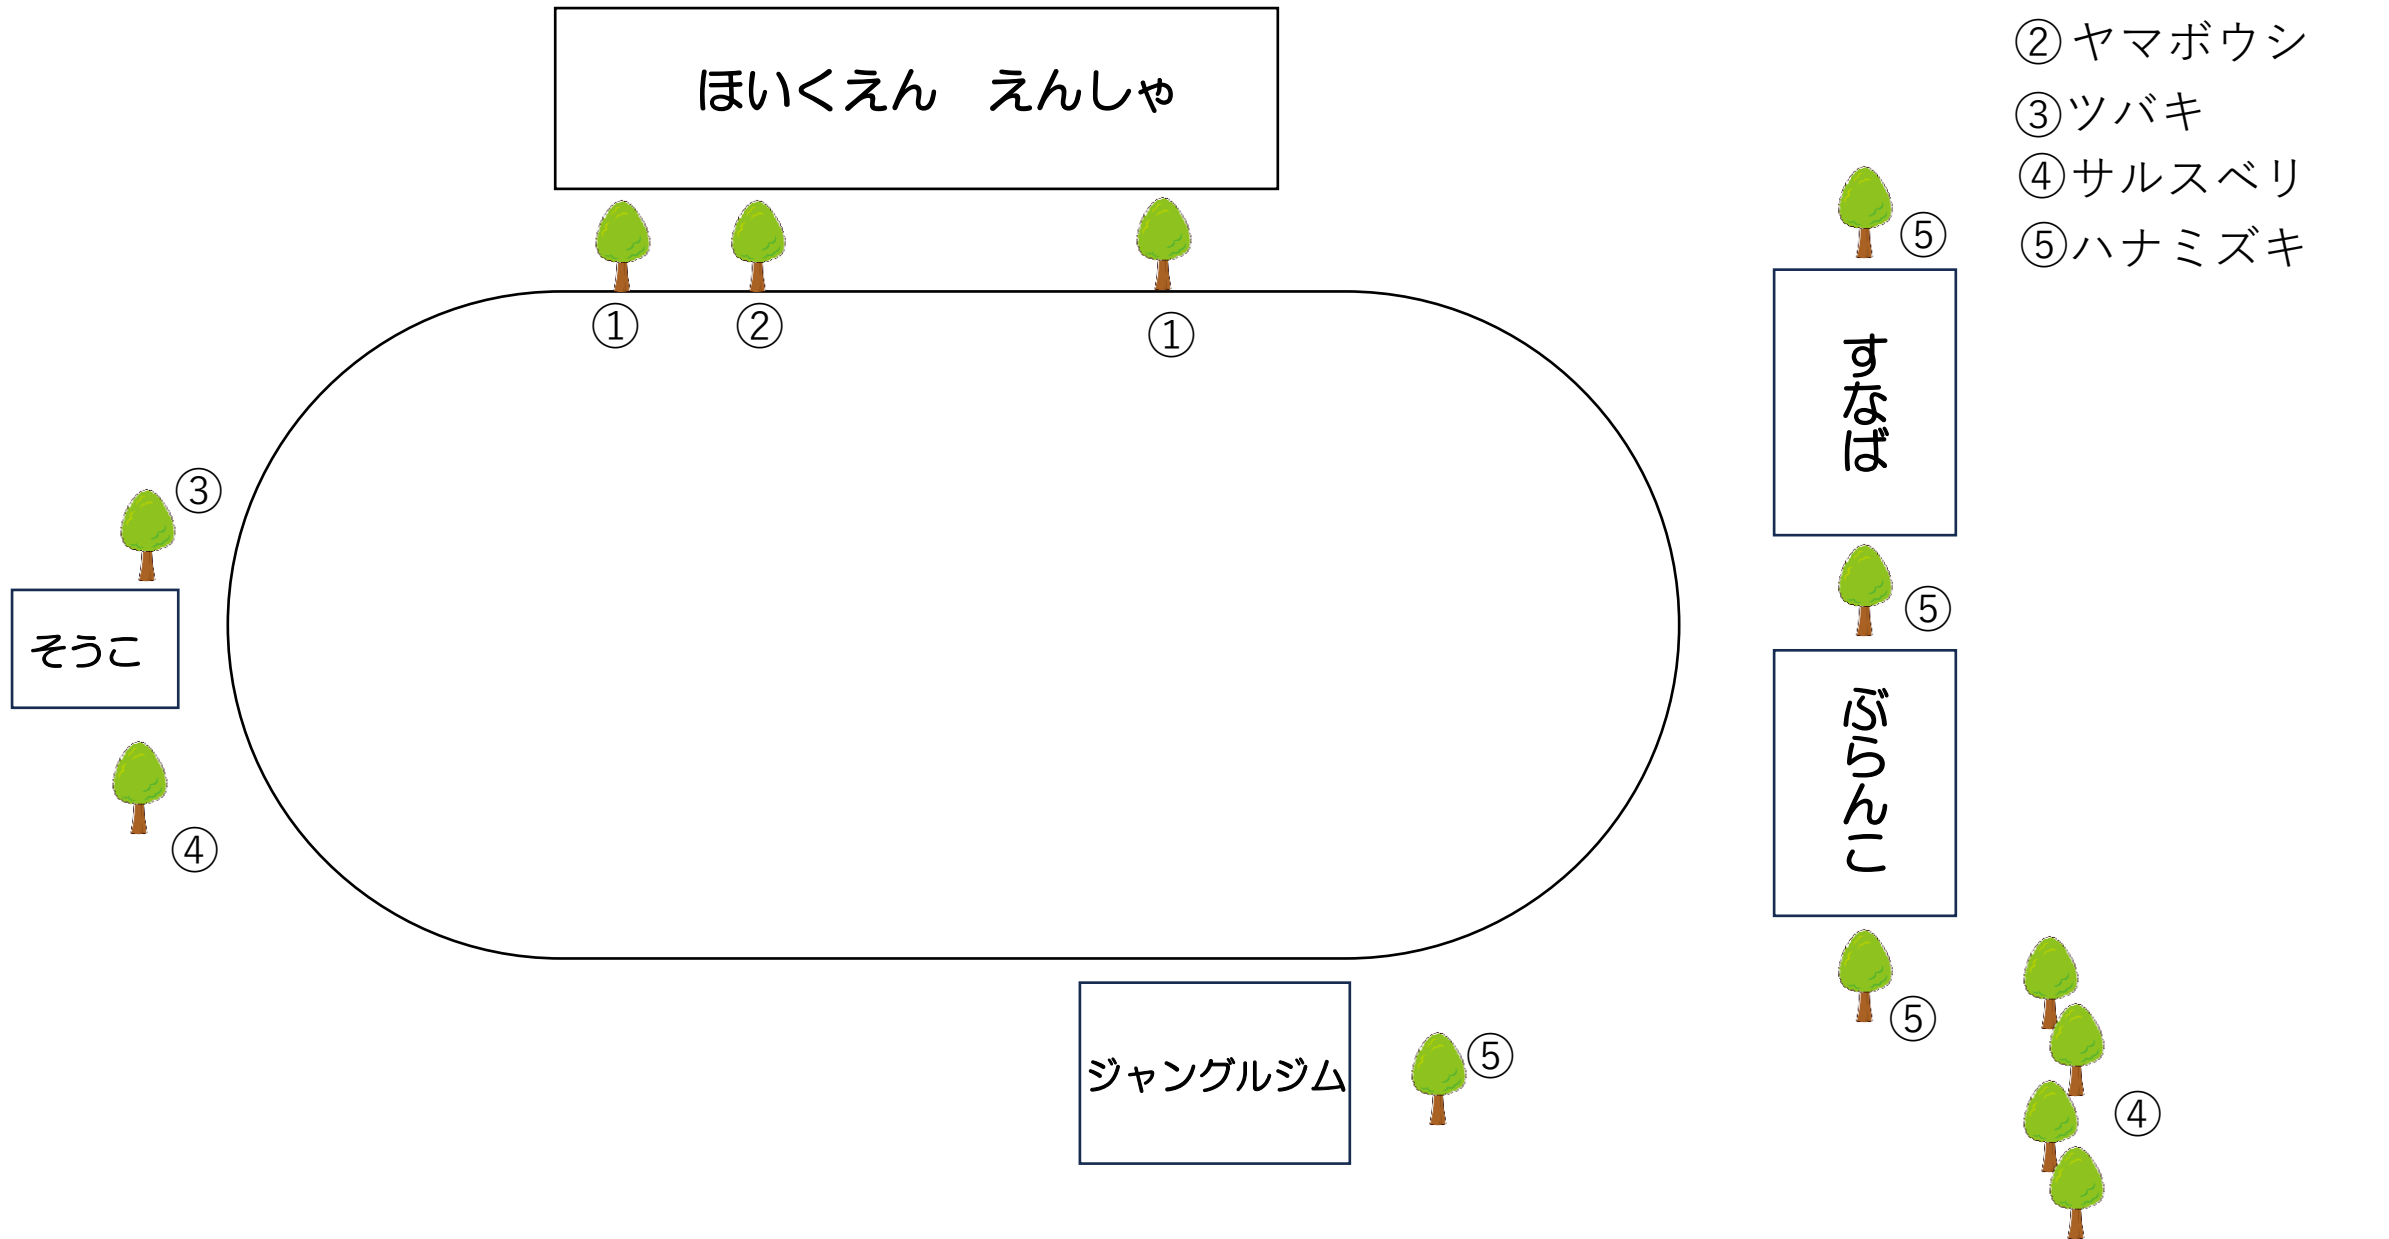 ほいくえん　えんしゃ
②ヤマボウシ
③ツバキ
④サルスベリ
⑤ハナミズキ
⑤
①
②
①
すなば
③
⑤
そうこ
ぶらんこ
④
⑤
ジャングルジム
⑤
④